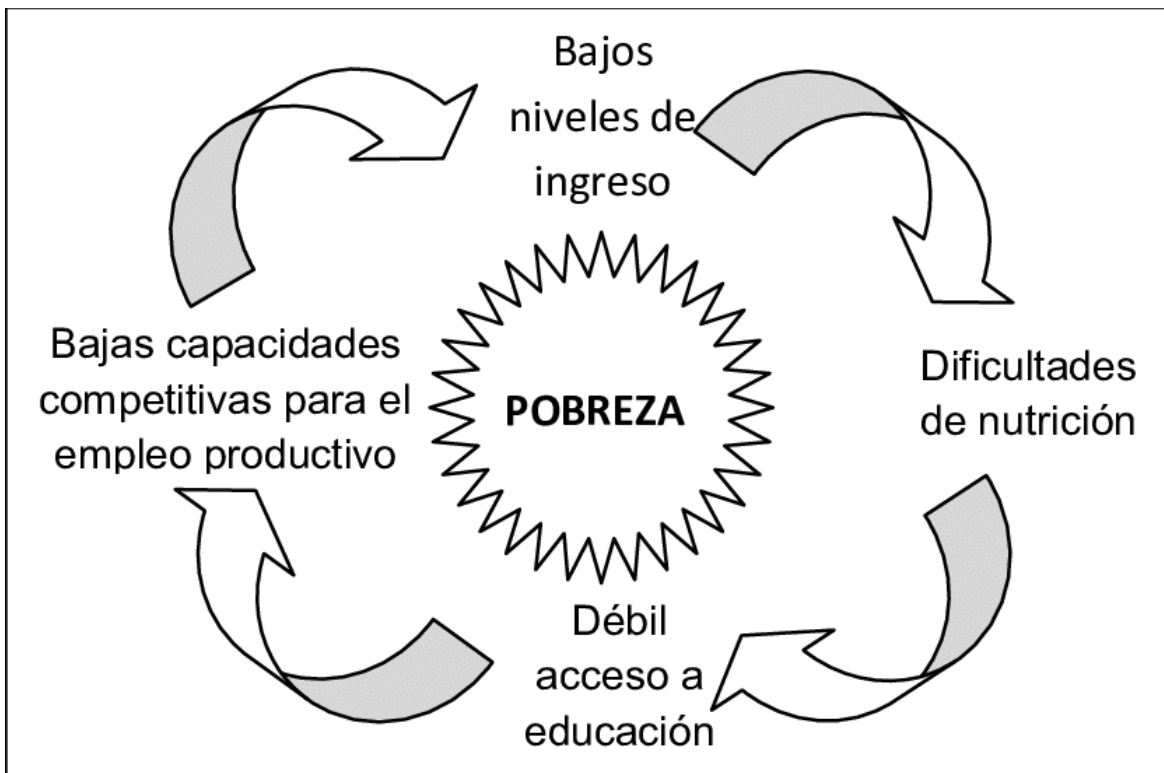 Bajos
niveles de
ingreso
Bajas capacidades
competitivas para el
empleo productivo
POBREZA
Dificultades
de nutrición
Débil
acceso a
educación